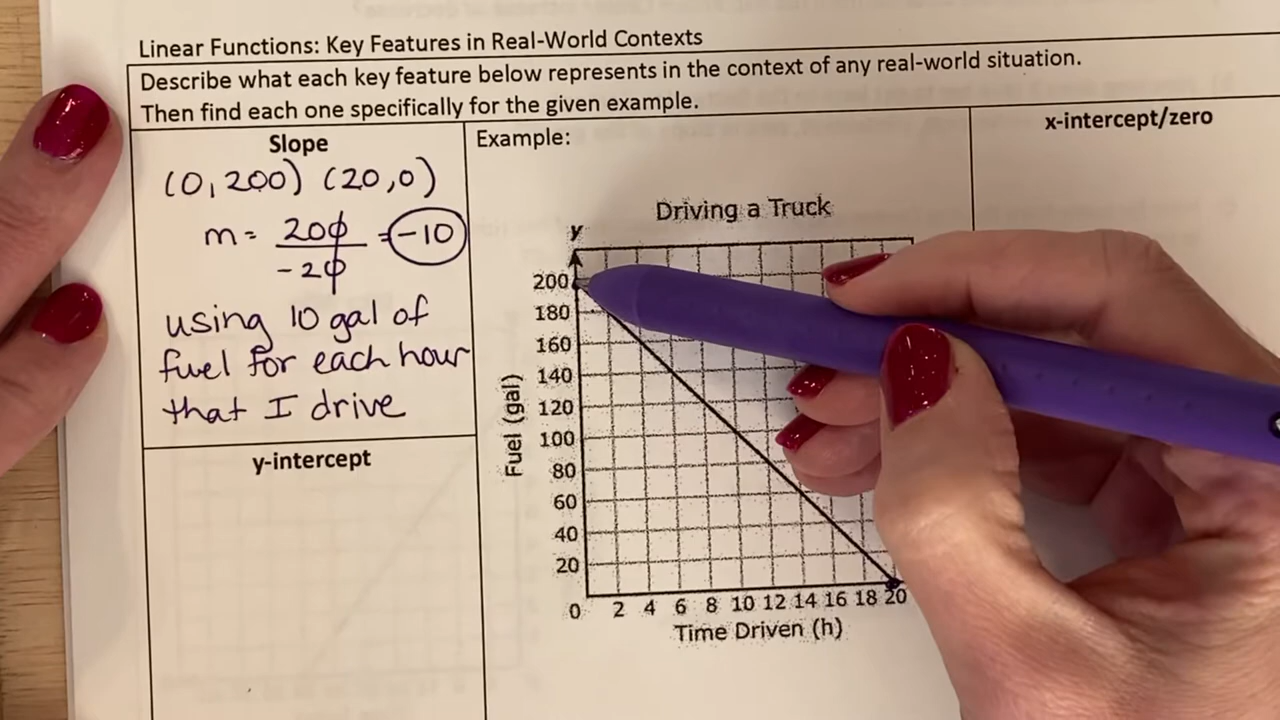 Linear Functions: Key Features in Real-World Contexts
Describe what each key feature below represents in the context of any real-world situation.
Then find each one specifically for the given example.
Slope
(0,200) (20,0)
m = 200 / -20 = -10
using 10 gal of
fuel for each hour
that I drive
y-intercept
Example:
Driving a Truck
y
200
180
160
140
120
100
80
60
40
20
0 2 4 6 8 10 12 14 16 18 20
Fuel (gal)
Time Driven (h)
x-intercept/zero